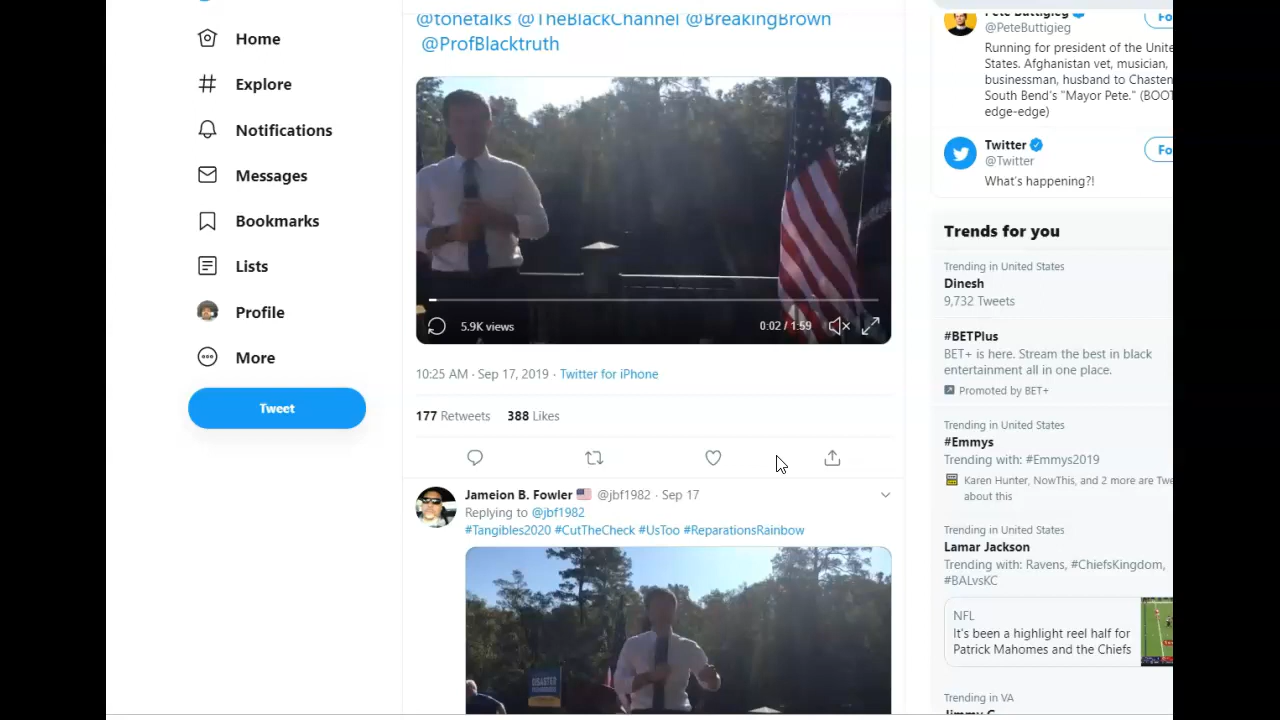 Home
Explore
Notifications
Messages
Bookmarks
Lists
Profile
More
Tweet
@tonetalks @TheBlackChannel @BreakingBrown
@ProfBlacktruth
5.9K views
0:02 / 1:59
10:25 AM · Sep 17, 2019 · Twitter for iPhone
177 Retweets 388 Likes
Jameion B. Fowler @jbf1982 · Sep 17
Replying to @jbf1982
#Tangibles2020 #CutTheCheck #UsToo #ReparationsRainbow
DISASTER
Pete Buttigieg
Fo
@PeteButtigieg
Running for president of the Unite
States. Afghanistan vet, musician,
businessman, husband to Chasten
South Bend's "Mayor Pete." (BOOT
edge-edge)
Twitter
Fo
@Twitter
What's happening?!
Trends for you
Trending in United States
Dinesh
9,732 Tweets
#BETPlus
BET+ is here. Stream the best in black
entertainment all in one place.
Promoted by BET+
Trending in United States
#Emmys
Trending with: #Emmys2019
Karen Hunter, NowThis, and 2 more are Twe
about this
Trending in United States
Lamar Jackson
Trending with: Ravens, #ChiefsKingdom,
#BALvsKC
NFL
It's been a highlight reel half for
Patrick Mahomes and the Chiefs
Trending in VA
Jimmy G